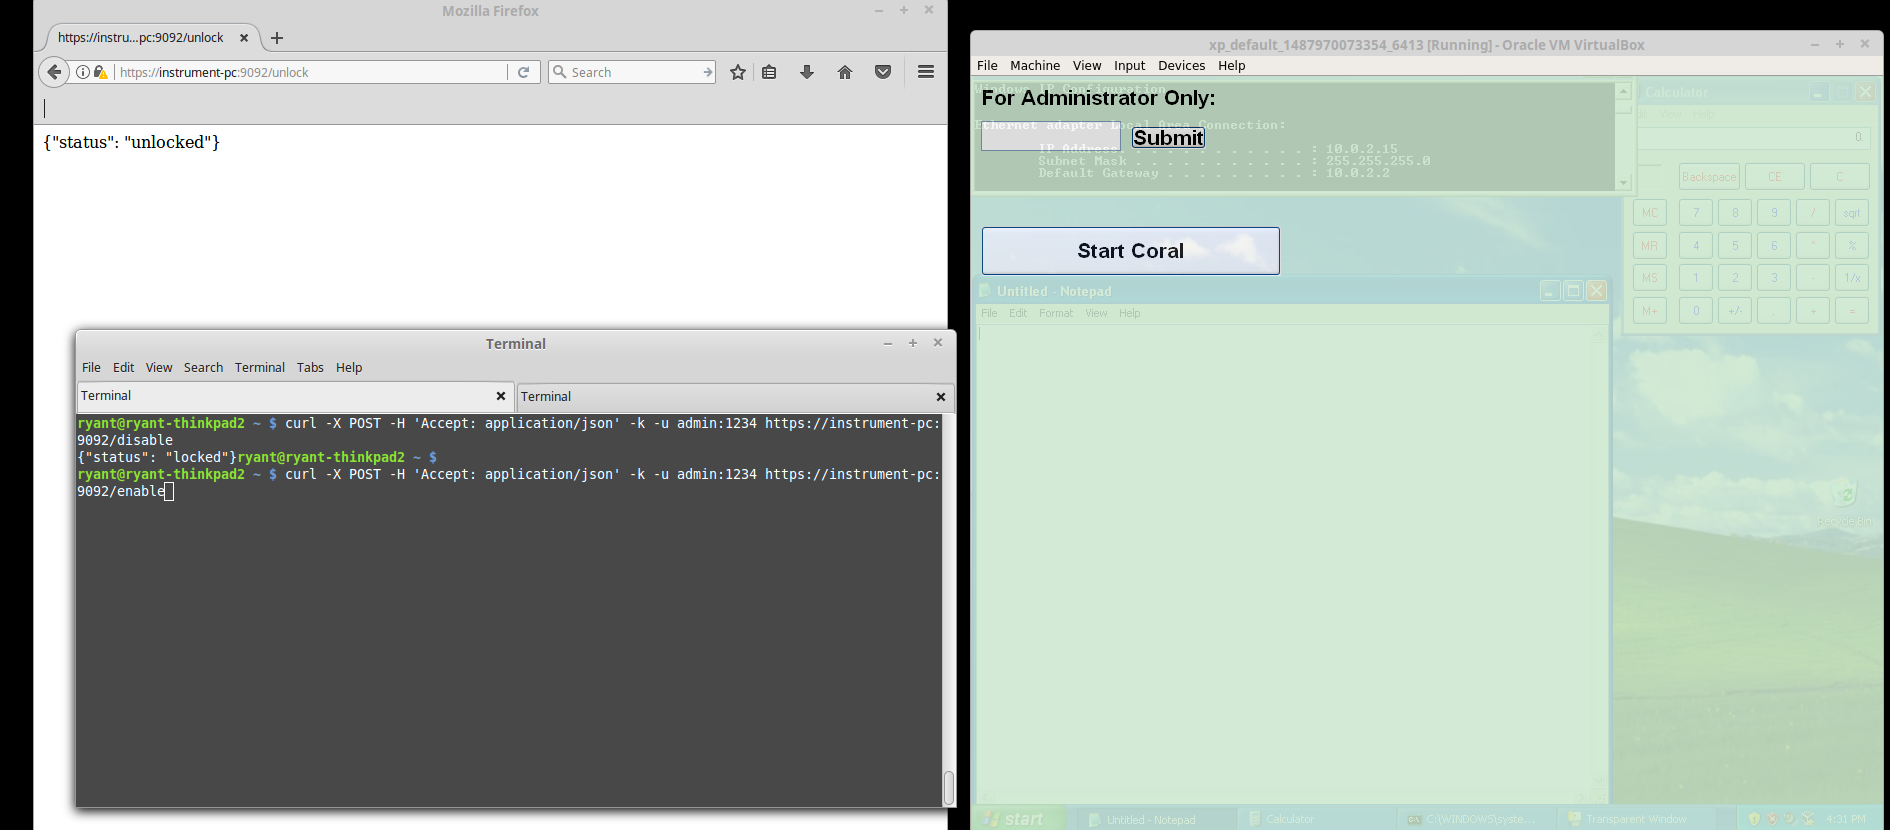 Mozilla Firefox
https://instru...pc:9092/unlock
https://instrument-pc:9092/unlock
Search
{"status": "unlocked"}
Terminal
File Edit View Search Terminal Tabs Help
Terminal
Terminal
ryant@ryant-thinkpad2 ~ $ curl -X POST -H 'Accept: application/json' -k -u admin:1234 https://instrument-pc:
9092/disable
{"status": "locked"}ryant@ryant-thinkpad2 ~ $
ryant@ryant-thinkpad2 ~ $ curl -X POST -H 'Accept: application/json' -k -u admin:1234 https://instrument-pc:
9092/enable
xp_default_1487970073354_6413 [Running] - Oracle VM VirtualBox
File Machine View Input Devices Help
Windows IP Configuration
For Administrator Only:
Ethernet adapter Local Area Connection:
Submit
IP Address. . . . . . . . . . . . : 10.0.2.15
Subnet Mask . . . . . . . . . . . : 255.255.255.0
Default Gateway . . . . . . . . . : 10.0.2.2
Start Coral
Calculator
View Help
0.
Backspace CE C
MC 7 8 9 / sqrt
MR 4 5 6 * %
MS 1 2 3 - 1/x
M+ 0 +/- . + =
Untitled - Notepad
File Edit Format View Help
Recycle Bin
start
Untitled - Notepad
Calculator
C:\WINDOWS\syste...
Transparent Window
4:31 PM